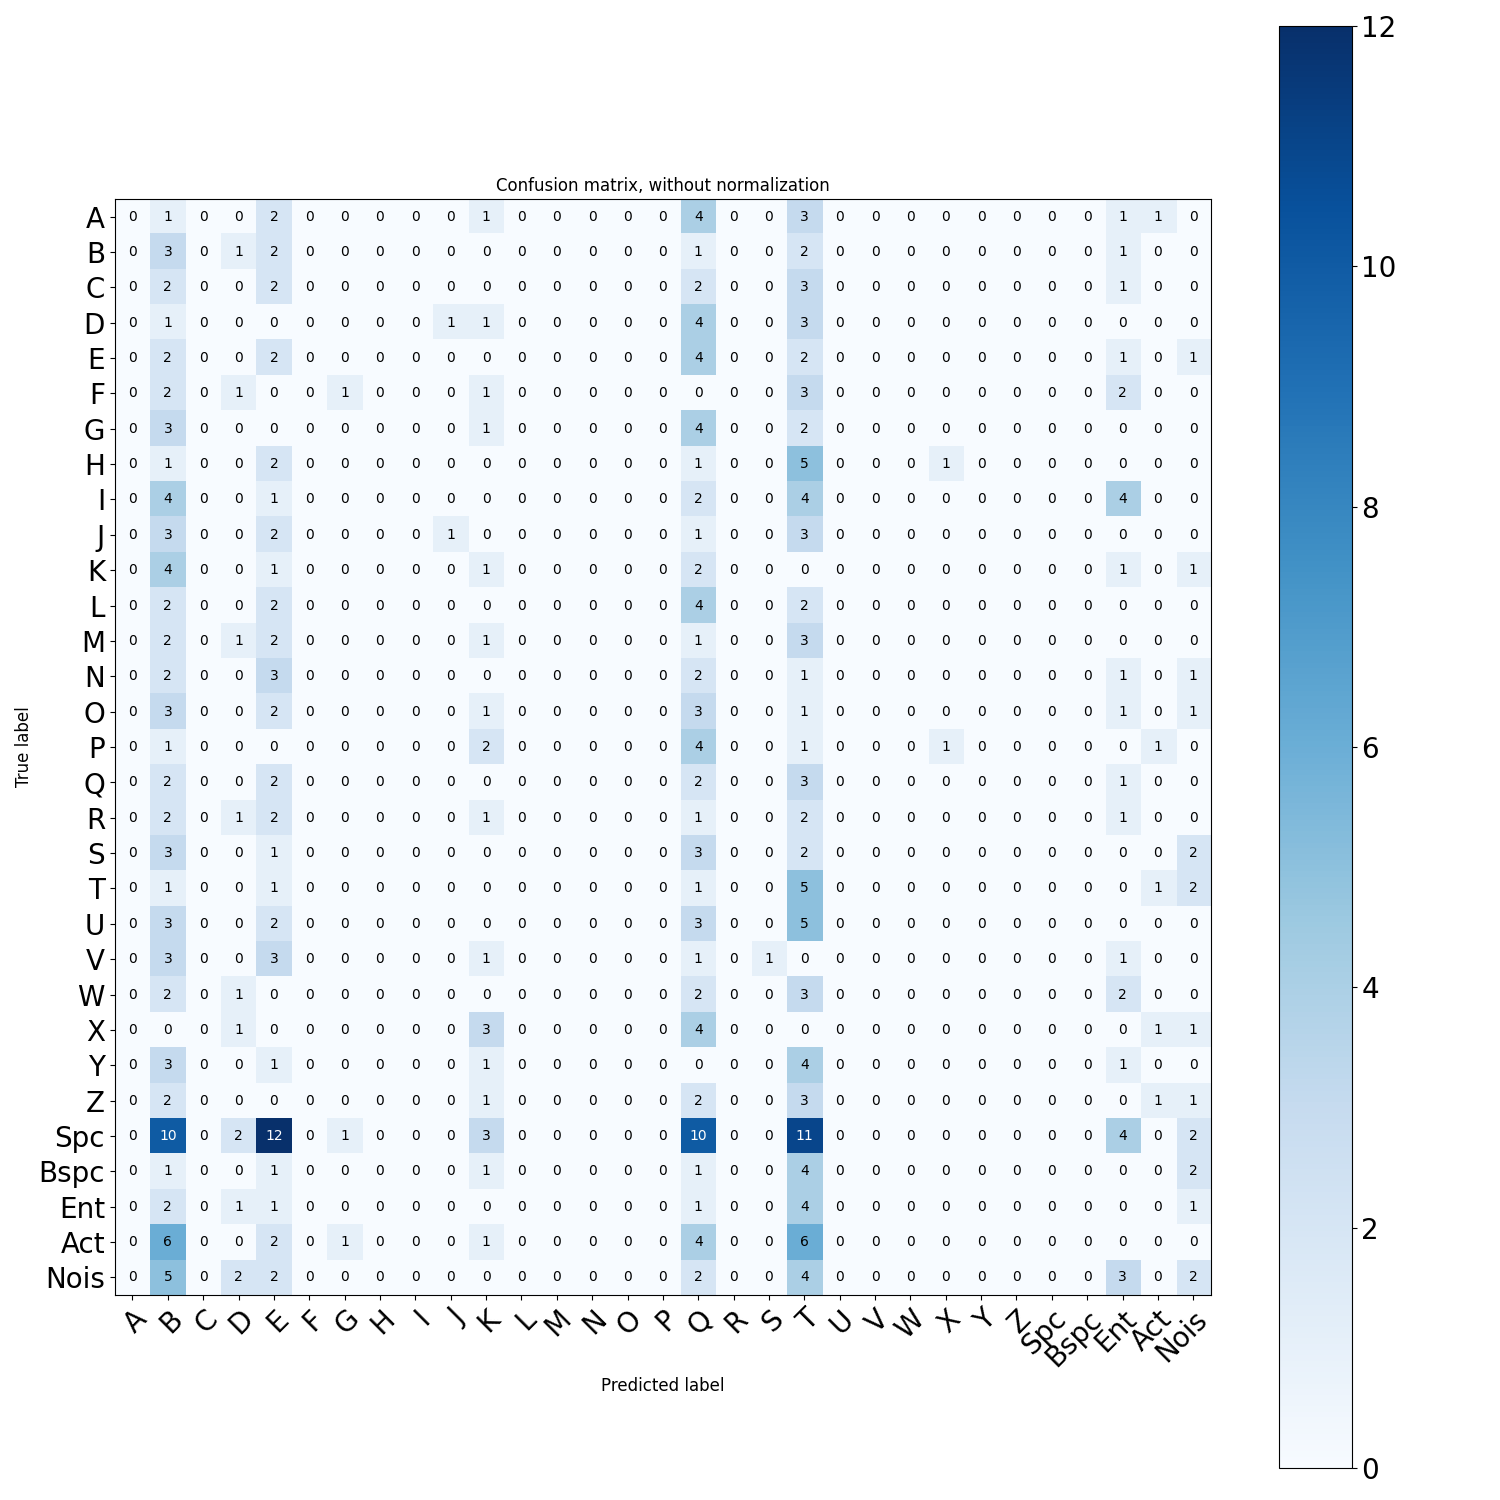 Confusion matrix, without normalization
A 0 1 0 0 2 0 0 0 0 0 1 0 0 0 0 0 4 0 0 3 0 0 0 0 0 0 0 0 1 1 0
B 0 3 0 1 2 0 0 0 0 0 0 0 0 0 0 0 1 0 0 2 0 0 0 0 0 0 0 0 1 0 0
C 0 2 0 0 2 0 0 0 0 0 0 0 0 0 0 0 2 0 0 3 0 0 0 0 0 0 0 0 1 0 0
D 0 1 0 0 0 0 0 0 0 1 1 0 0 0 0 0 4 0 0 3 0 0 0 0 0 0 0 0 0 0 0
E 0 2 0 0 2 0 0 0 0 0 0 0 0 0 0 0 4 0 0 2 0 0 0 0 0 0 0 0 1 0 1
F 0 2 0 1 0 0 1 0 0 0 1 0 0 0 0 0 0 0 0 3 0 0 0 0 0 0 0 0 2 0 0
G 0 3 0 0 0 0 0 0 0 0 1 0 0 0 0 0 4 0 0 2 0 0 0 0 0 0 0 0 0 0 0
H 0 1 0 0 2 0 0 0 0 0 0 0 0 0 0 0 1 0 0 5 0 0 0 1 0 0 0 0 0 0 0
I 0 4 0 0 1 0 0 0 0 0 0 0 0 0 0 0 2 0 0 4 0 0 0 0 0 0 0 0 4 0 0
J 0 3 0 0 2 0 0 0 0 1 0 0 0 0 0 0 1 0 0 3 0 0 0 0 0 0 0 0 0 0 0
K 0 4 0 0 1 0 0 0 0 0 1 0 0 0 0 0 2 0 0 0 0 0 0 0 0 0 0 0 1 0 1
L 0 2 0 0 2 0 0 0 0 0 0 0 0 0 0 0 4 0 0 2 0 0 0 0 0 0 0 0 0 0 0
M 0 2 0 1 2 0 0 0 0 0 1 0 0 0 0 0 1 0 0 3 0 0 0 0 0 0 0 0 0 0 0
N 0 2 0 0 3 0 0 0 0 0 0 0 0 0 0 0 2 0 0 1 0 0 0 0 0 0 0 0 1 0 1
O 0 3 0 0 2 0 0 0 0 0 1 0 0 0 0 0 3 0 0 1 0 0 0 0 0 0 0 0 1 0 1
P 0 1 0 0 0 0 0 0 0 0 2 0 0 0 0 0 4 0 0 1 0 0 0 1 0 0 0 0 0 1 0
Q 0 2 0 0 2 0 0 0 0 0 0 0 0 0 0 0 2 0 0 3 0 0 0 0 0 0 0 0 1 0 0
R 0 2 0 1 2 0 0 0 0 0 1 0 0 0 0 0 1 0 0 2 0 0 0 0 0 0 0 0 1 0 0
S 0 3 0 0 1 0 0 0 0 0 0 0 0 0 0 0 3 0 0 2 0 0 0 0 0 0 0 0 0 0 2
T 0 1 0 0 1 0 0 0 0 0 0 0 0 0 0 0 1 0 0 5 0 0 0 0 0 0 0 0 0 1 2
U 0 3 0 0 2 0 0 0 0 0 0 0 0 0 0 0 3 0 0 5 0 0 0 0 0 0 0 0 0 0 0
V 0 3 0 0 3 0 0 0 0 0 1 0 0 0 0 0 1 0 1 0 0 0 0 0 0 0 0 0 1 0 0
W 0 2 0 1 0 0 0 0 0 0 0 0 0 0 0 0 2 0 0 3 0 0 0 0 0 0 0 0 2 0 0
X 0 0 0 1 0 0 0 0 0 0 3 0 0 0 0 0 4 0 0 0 0 0 0 0 0 0 0 0 0 1 1
Y 0 3 0 0 1 0 0 0 0 0 1 0 0 0 0 0 0 0 0 4 0 0 0 0 0 0 0 0 1 0 0
Z 0 2 0 0 0 0 0 0 0 0 1 0 0 0 0 0 2 0 0 3 0 0 0 0 0 0 0 0 0 1 1
Spc 0 10 0 2 12 0 1 0 0 0 3 0 0 0 0 0 10 0 0 11 0 0 0 0 0 0 0 0 4 0 2
Bspc 0 1 0 0 1 0 0 0 0 0 1 0 0 0 0 0 1 0 0 4 0 0 0 0 0 0 0 0 0 0 2
Ent 0 2 0 1 1 0 0 0 0 0 0 0 0 0 0 0 1 0 0 4 0 0 0 0 0 0 0 0 0 0 1
Act 0 6 0 0 2 0 1 0 0 0 1 0 0 0 0 0 4 0 0 6 0 0 0 0 0 0 0 0 0 0 0
Nois 0 5 0 2 2 0 0 0 0 0 0 0 0 0 0 0 2 0 0 4 0 0 0 0 0 0 0 0 3 0 2
A B C D E F G H I J K L M N O P Q R S T U V W X Y Z Spc Bspc Ent Act Nois
Predicted label
True label
12
10
8
6
4
2
0